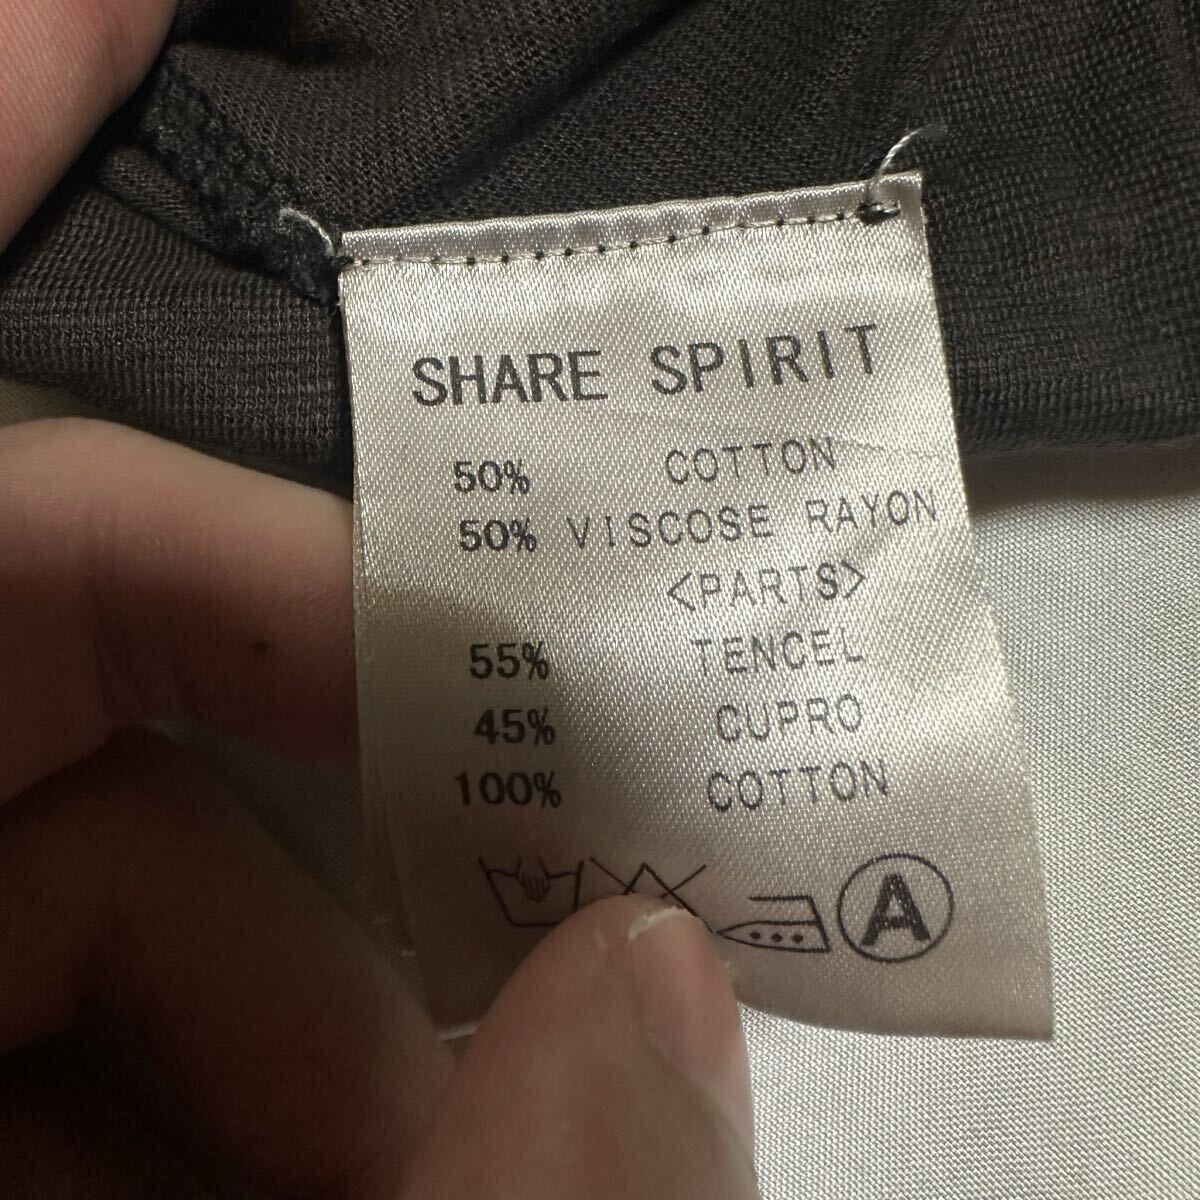 SHARE SPIRIT
50% COTTON
50% VISCOSE RAYON
<PARTS>
55% TENCEL
45% CUPRO
100% COTTON
A